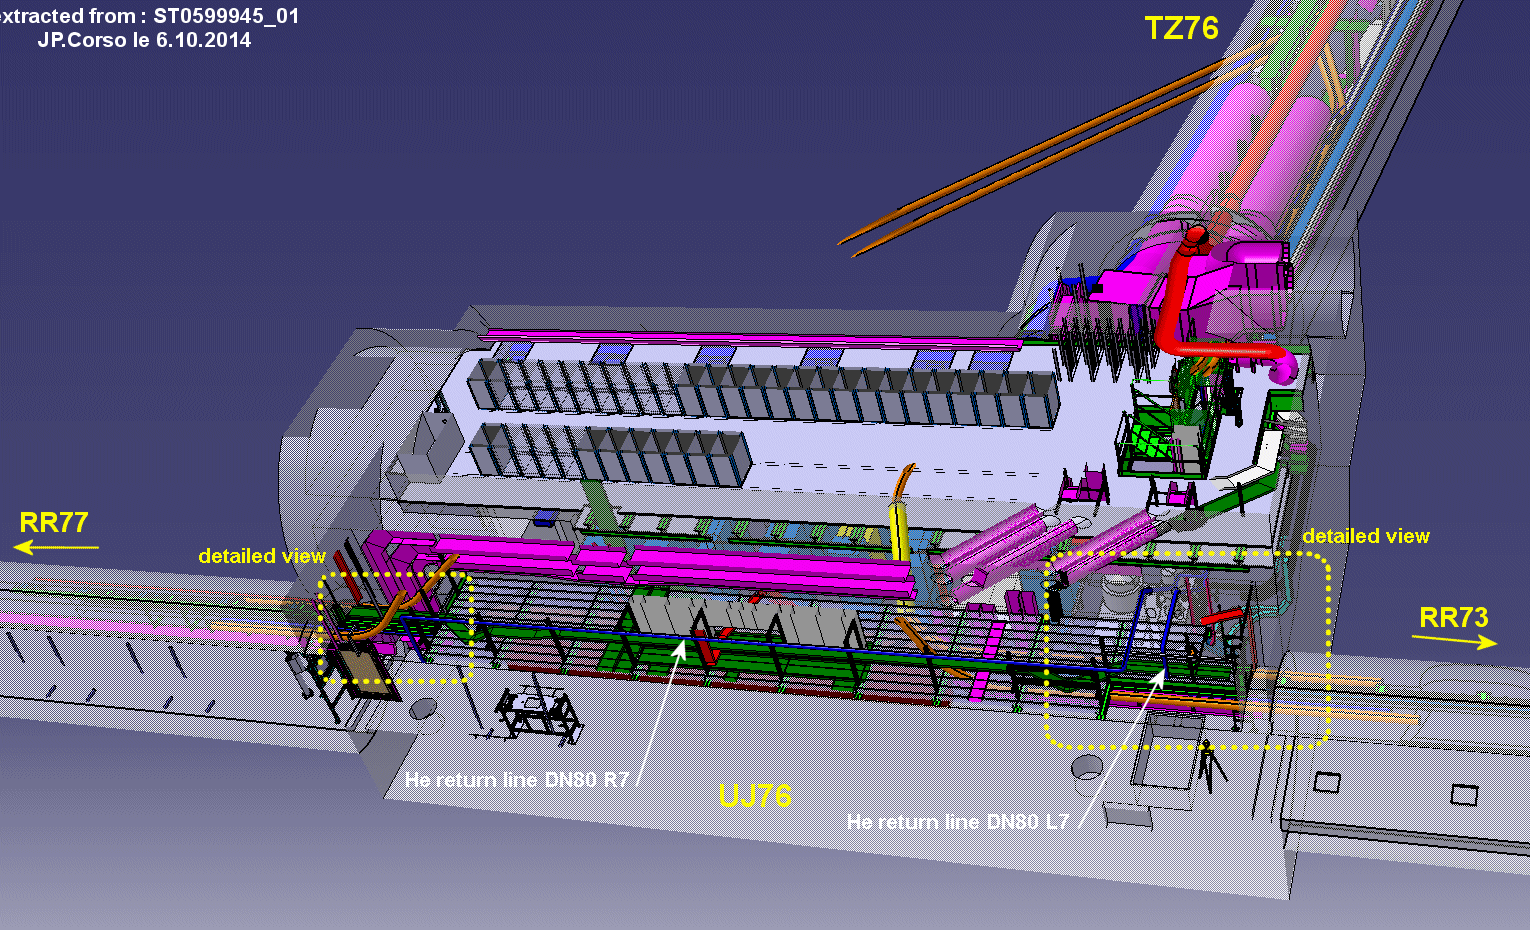 extracted from : ST0599945_01
JP.Corso le 6.10.2014
TZ76
RR77
detailed view
detailed view
RR73
He return line DN80 R7
UJ76
He return line DN80 L7